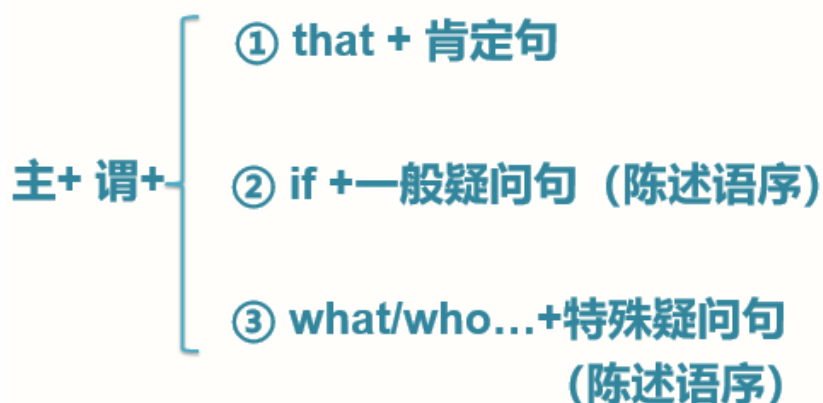 ① that + 肯定句
主+ 谓+
② if +一般疑问句（陈述语序）
③ what/who…+特殊疑问句
（陈述语序）